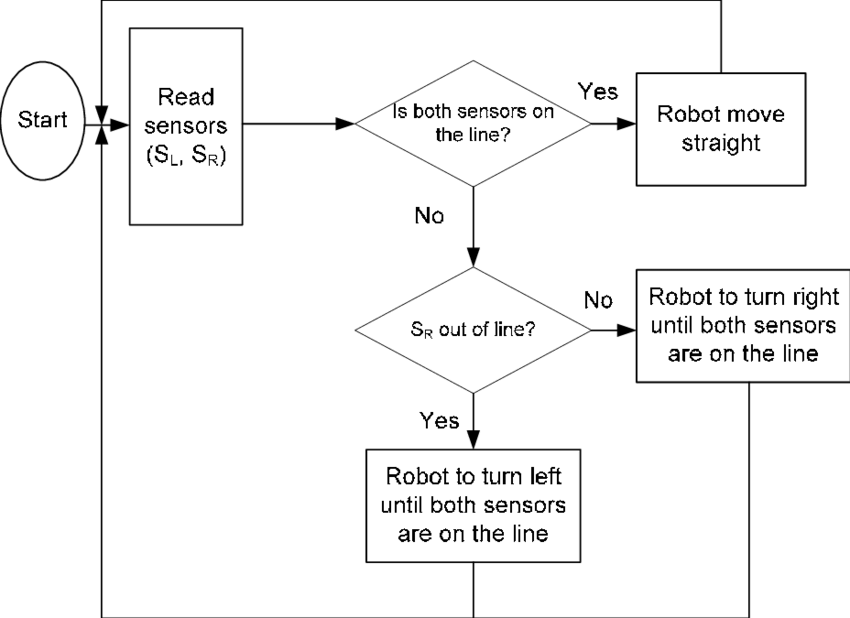 Start
Read
sensors
(SL, SR)
Is both sensors on
the line?
Yes
Robot move
straight
No
SR out of line?
No
Robot to turn right
until both sensors
are on the line
Yes
Robot to turn left
until both sensors
are on the line